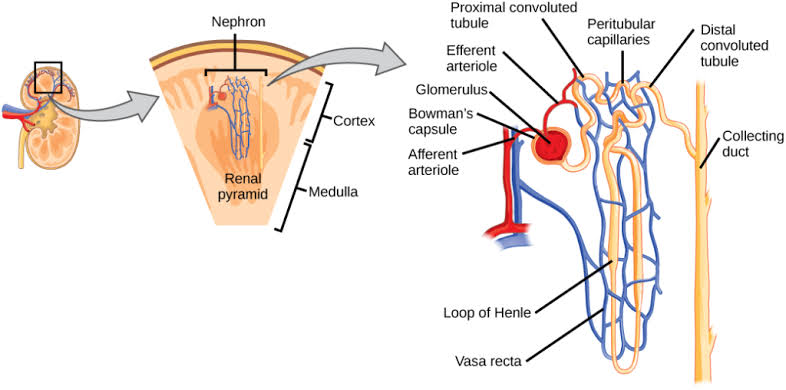 Nephron
Cortex
Renal
pyramid
Medulla
Proximal convoluted
tubule
Peritubular
capillaries
Distal
convoluted
tubule
Efferent
arteriole
Glomerulus
Bowman's
capsule
Afferent
arteriole
Collecting
duct
Loop of Henle
Vasa recta